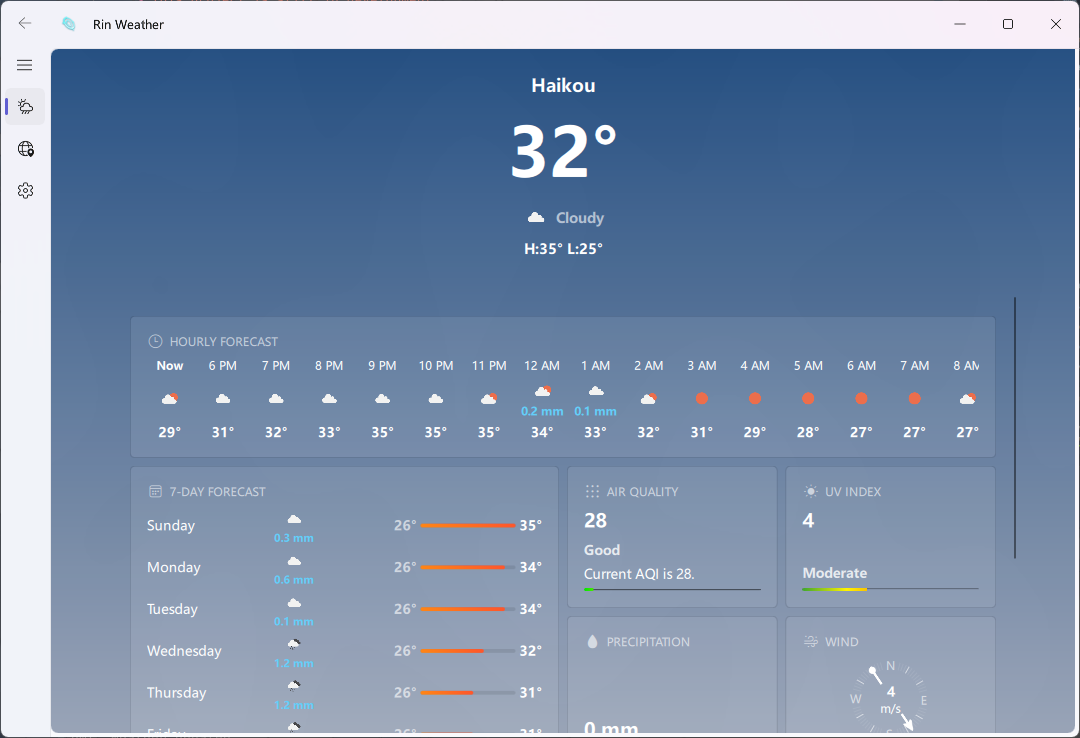 Rin Weather
Haikou
32°
Cloudy
H:35° L:25°
HOURLY FORECAST
Now 6 PM 7 PM 8 PM 9 PM 10 PM 11 PM 12 AM 1 AM 2 AM 3 AM 4 AM 5 AM 6 AM 7 AM 8 AM
0.2 mm 0.1 mm
29° 31° 32° 33° 35° 35° 35° 34° 33° 32° 31° 29° 28° 27° 27° 27°
7-DAY FORECAST
Sunday 0.3 mm 26° 35°
Monday 0.6 mm 26° 34°
Tuesday 0.1 mm 26° 34°
Wednesday 1.2 mm 26° 32°
Thursday 1.2 mm 26° 31°
Friday 26° 31°
AIR QUALITY
28
Good
Current AQI is 28.
UV INDEX
4
Moderate
PRECIPITATION
0 mm
WIND
N
W 4 E
m/s
S